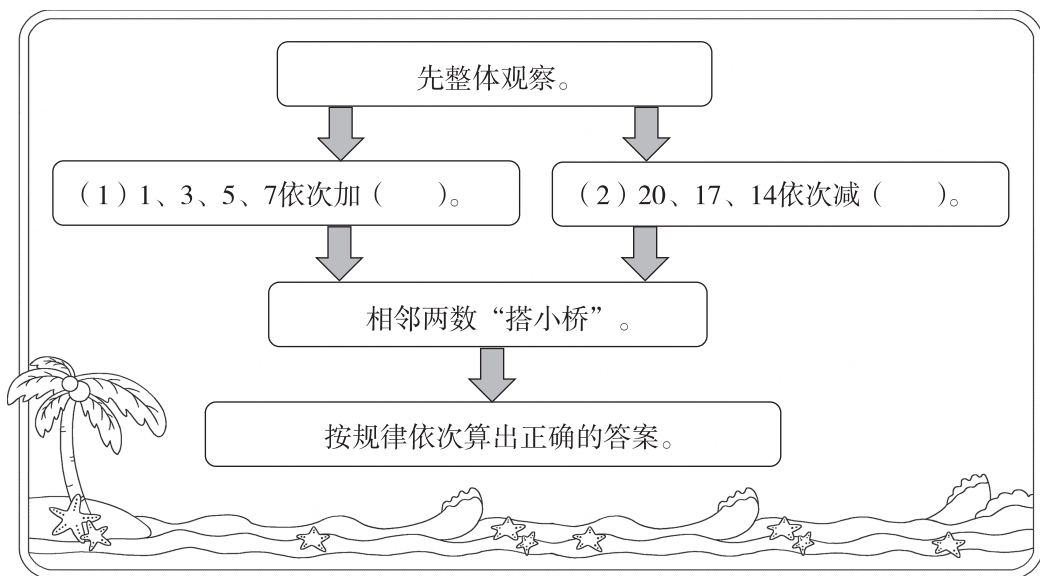 先整体观察。
（1）1、3、5、7依次加（　　）。
（2）20、17、14依次减（　　）。
相邻两数“搭小桥”。
按规律依次算出正确的答案。